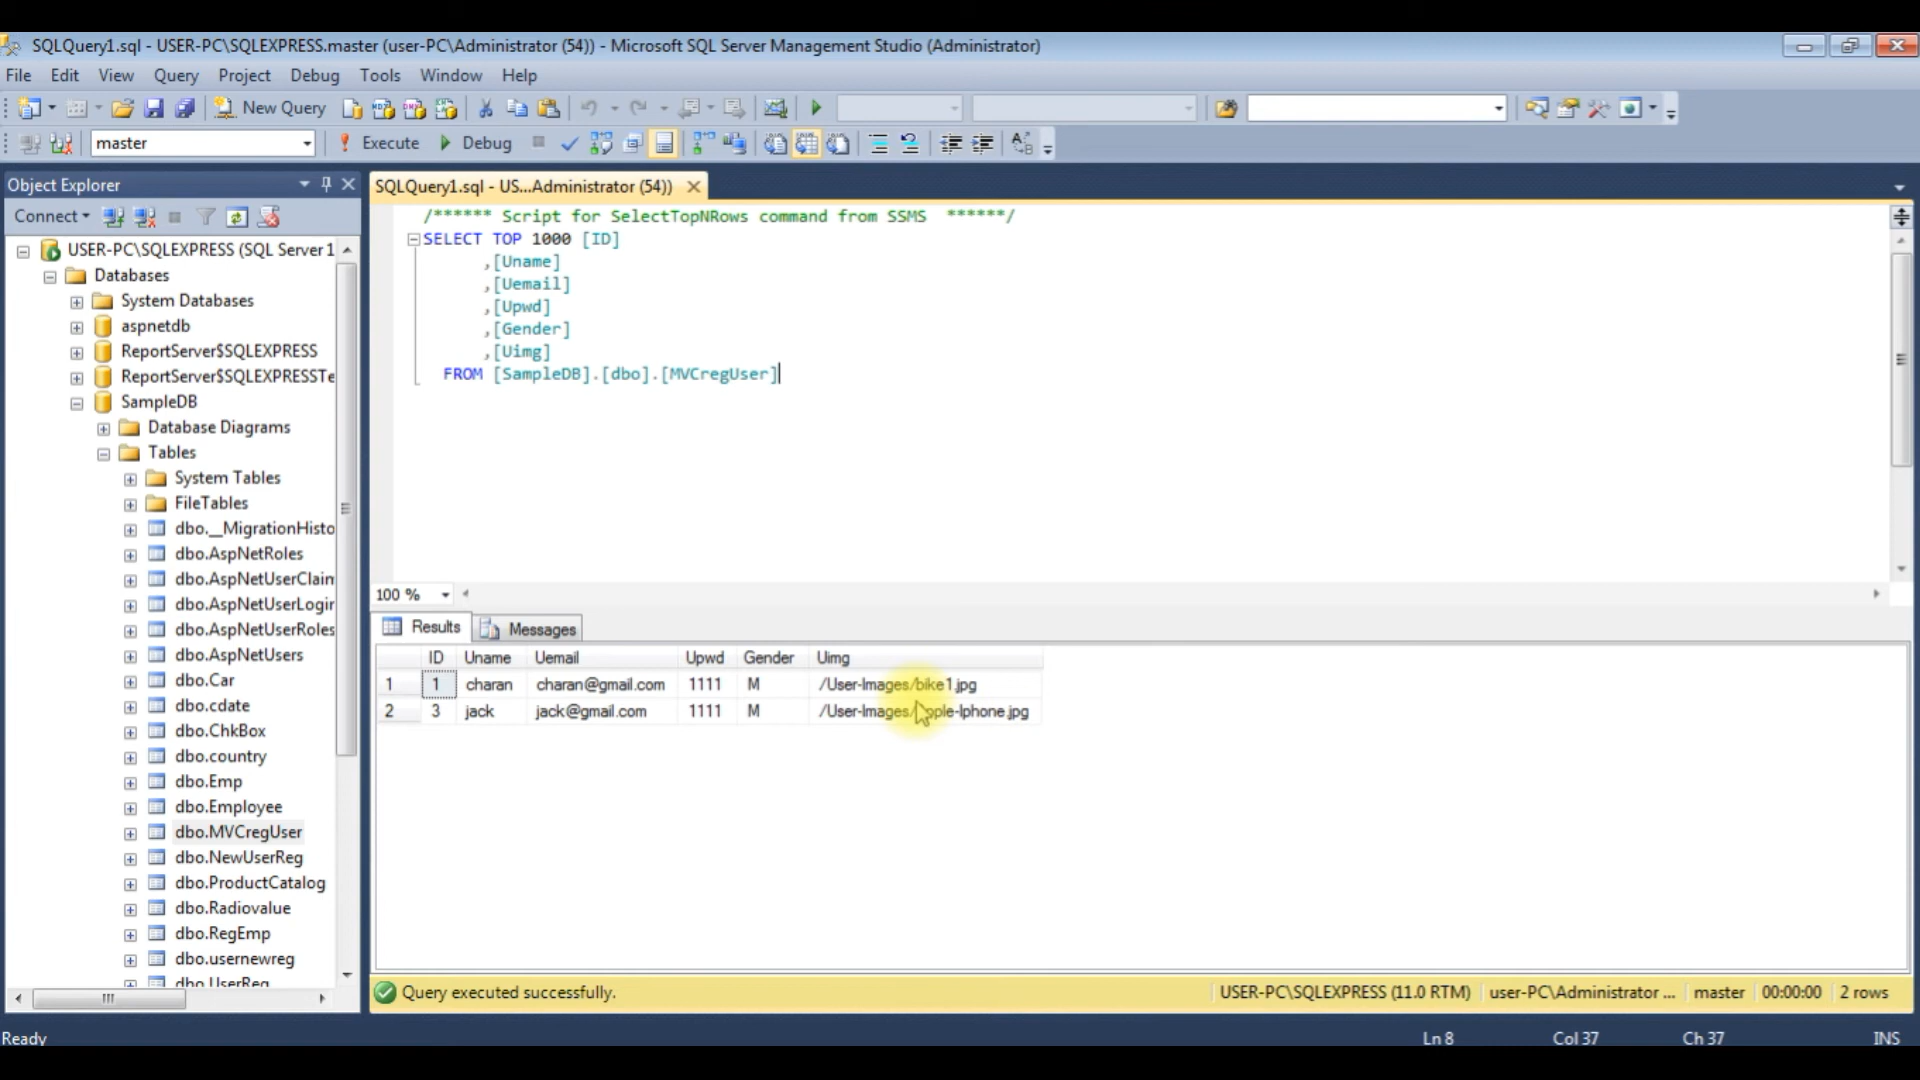 SQLQuery1.sql - USER-PC\SQLEXPRESS.master (user-PC\Administrator (54)) - Microsoft SQL Server Management Studio (Administrator)
File Edit View Query Project Debug Tools Window Help
New Query
master Execute Debug
Object Explorer
Connect
USER-PC\SQLEXPRESS (SQL Server 1
Databases
System Databases
aspnetdb
ReportServer$SQLEXPRESS
ReportServer$SQLEXPRESSTe
SampleDB
Database Diagrams
Tables
System Tables
FileTables
dbo.__MigrationHisto
dbo.AspNetRoles
dbo.AspNetUserClain
dbo.AspNetUserLogin
dbo.AspNetUserRoles
dbo.AspNetUsers
dbo.Car
dbo.cdate
dbo.ChkBox
dbo.country
dbo.Emp
dbo.Employee
dbo.MVCregUser
dbo.NewUserReg
dbo.ProductCatalog
dbo.Radiovalue
dbo.RegEmp
dbo.usernewreg
dbo.UserReg
SQLQuery1.sql - US...Administrator (54))
/****** Script for SelectTopNRows command from SSMS ******/
SELECT TOP 1000 [ID]
,[Uname]
,[Uemail]
,[Upwd]
,[Gender]
,[Uimg]
FROM [SampleDB].[dbo].[MVCregUser]
100 %
Results Messages
ID Uname Uemail Upwd Gender Uimg
1 1 charan charan@gmail.com 1111 M /User-Images/bike1.jpg
2 3 jack jack@gmail.com 1111 M
Query executed successfully. USER-PC\SQLEXPRESS (11.0 RTM) user-PC\Administrator ... master 00:00:00 2 rows
Ready Ln 8 Col 37 Ch 37 INS